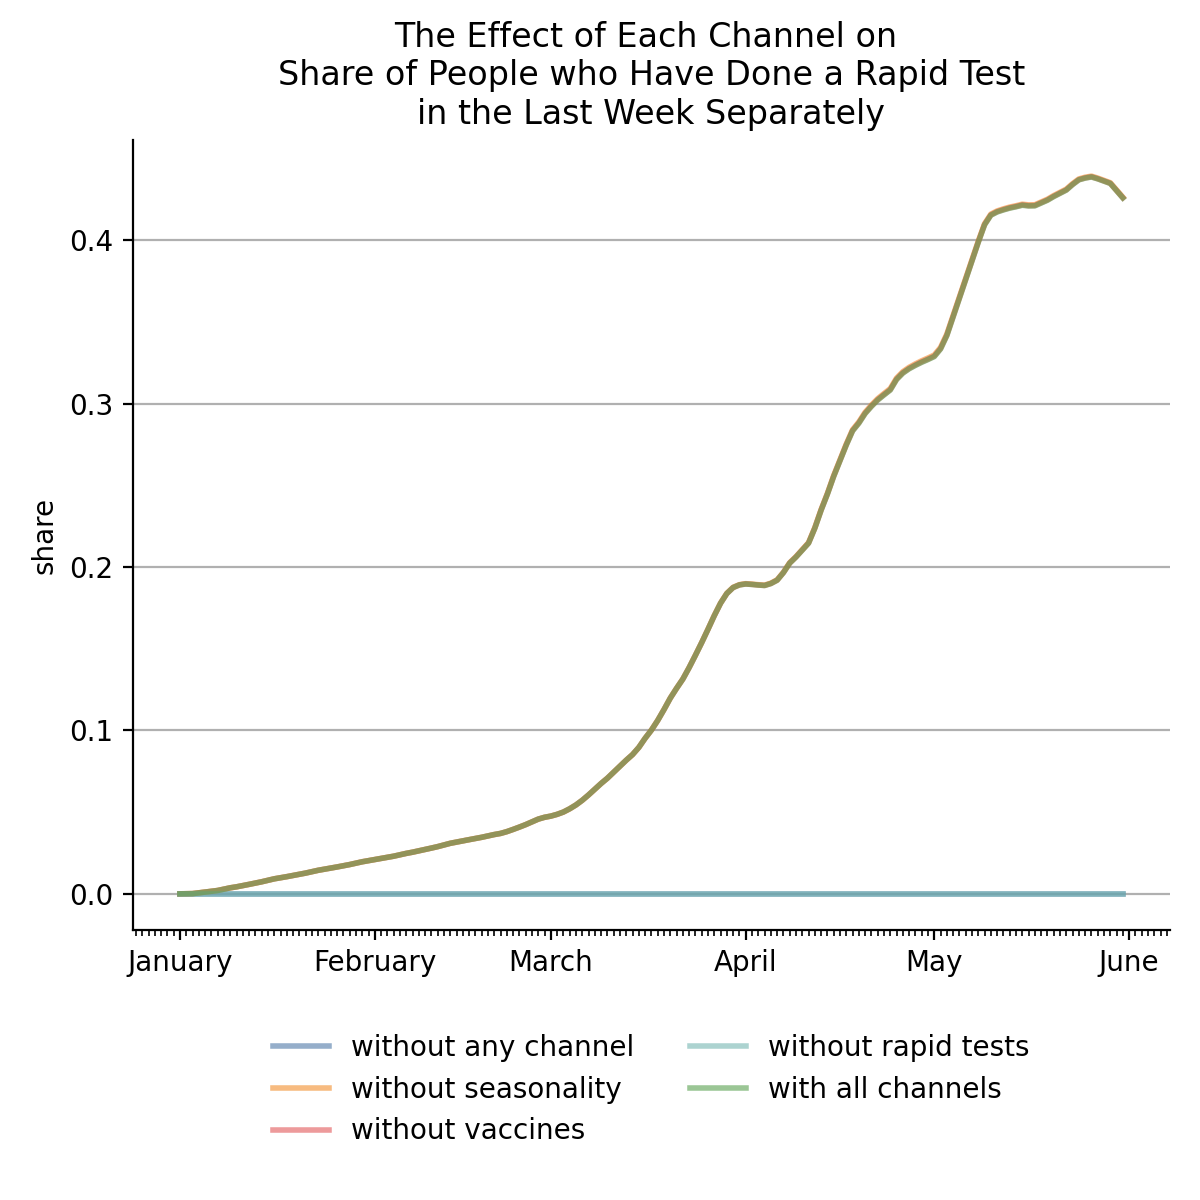 The Effect of Each Channel on
Share of People who Have Done a Rapid Test
in the Last Week Separately
share
0.4
0.3
0.2
0.1
0.0
January February March April May June
without any channel
without seasonality
without vaccines
without rapid tests
with all channels